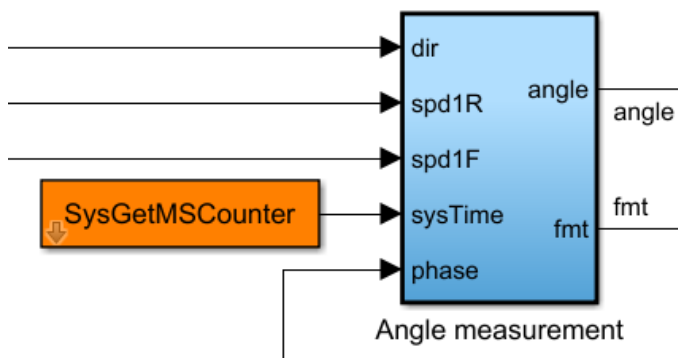 dir
spd1R
spd1F
SysGetMSCounter
sysTime
phase
angle
angle
fmt
fmt
Angle measurement